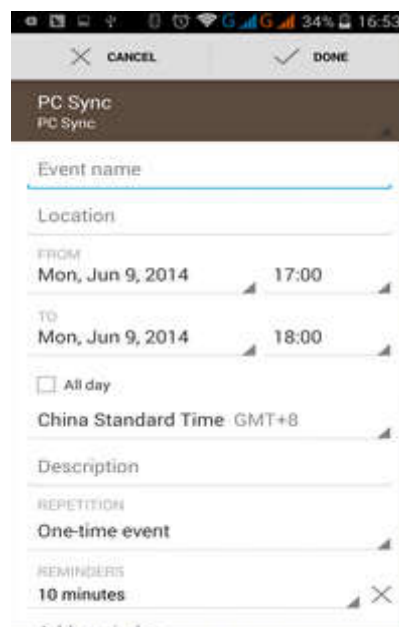 G G 34% 16:53
CANCEL DONE
PC Sync
PC Sync
Event name
Location
FROM
Mon, Jun 9, 2014 17:00
TO
Mon, Jun 9, 2014 18:00
All day
China Standard Time GMT+8
Description
REPETITION
One-time event
REMINDERS
10 minutes